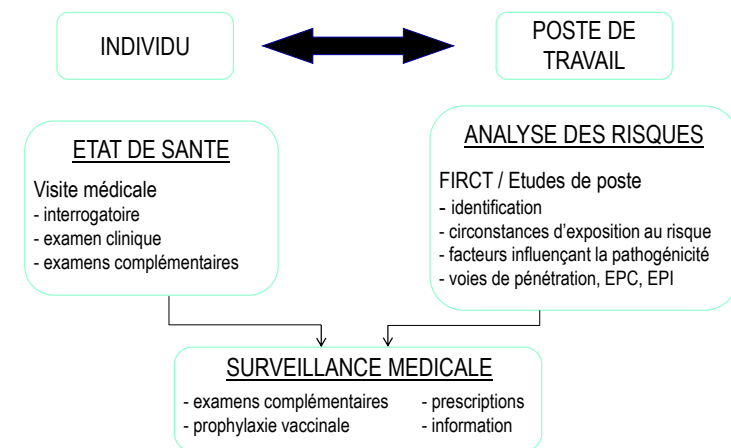 INDIVIDU
POSTE DE
TRAVAIL
ETAT DE SANTE
Visite médicale
- interrogatoire
- examen clinique
- examens complémentaires
ANALYSE DES RISQUES
FIRCT / Etudes de poste
- identification
- circonstances d'exposition au risque
- facteurs influençant la pathogénicité
- voies de pénétration, EPC, EPI
SURVEILLANCE MEDICALE
- examens complémentaires - prescriptions
- prophylaxie vaccinale - information